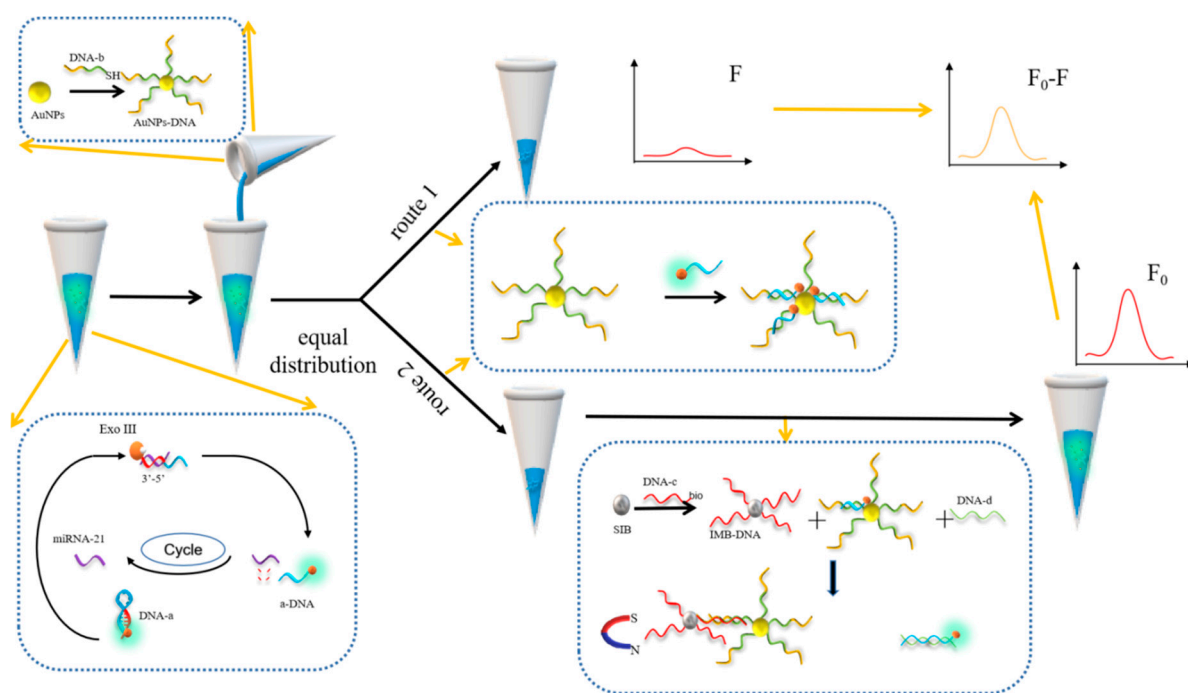 DNA-b
SH
AuNPs
AuNPs-DNA
route 1
F
F₀-F
equal
distribution
route 2
F₀
Exo III
3'-5'
miRNA-21
Cycle
a-DNA
DNA-a
DNA-c
bio
SIB
IMB-DNA
+
+
DNA-d
S
N